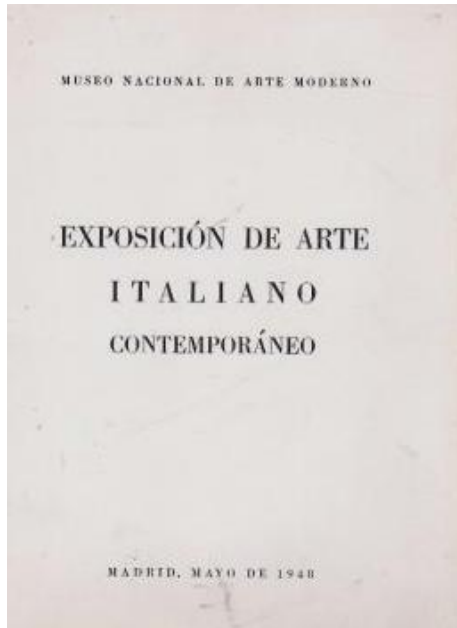 MUSEO NACIONAL DE ARTE MODERNO
EXPOSICIÓN DE ARTE
ITALIANO
CONTEMPORÁNEO
MADRID, MAYO DE 1948